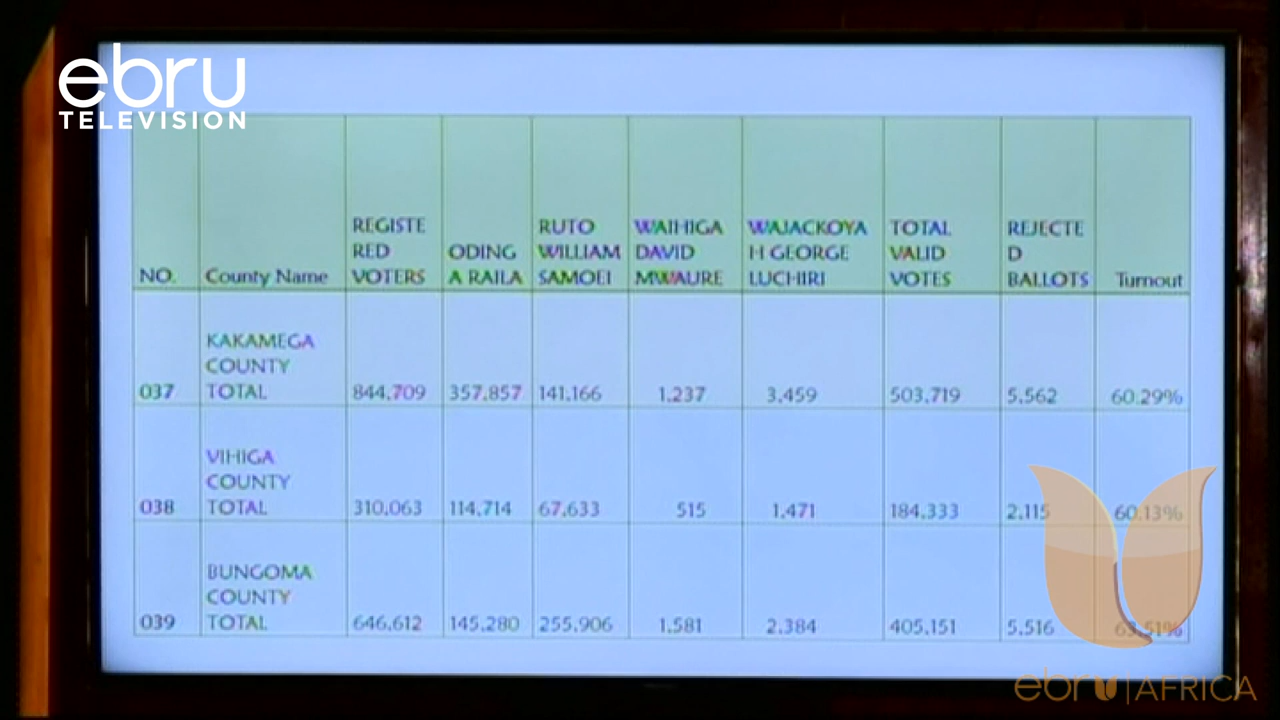 ebru
TELEVISION
NO. County Name REGISTE RED VOTERS ODING A RAILA RUTO WILLIAM SAMOEI WAIHIGA DAVID MWAURE WAJACKOYA H GEORGE LUCHIRI TOTAL VALID VOTES REJECTE D BALLOTS Turnout
037 KAKAMEGA COUNTY TOTAL 844,709 357,857 141,166 1,237 3,459 503,719 5,562 60.29%
038 VIHIGA COUNTY TOTAL 310,063 114,714 67,633 515 1,471 184,333 2,115 60.13%
039 BUNGOMA COUNTY TOTAL 646,612 145,280 255,906 1,581 2,384 405,151 5,516 63.51%
ebru AFRICA